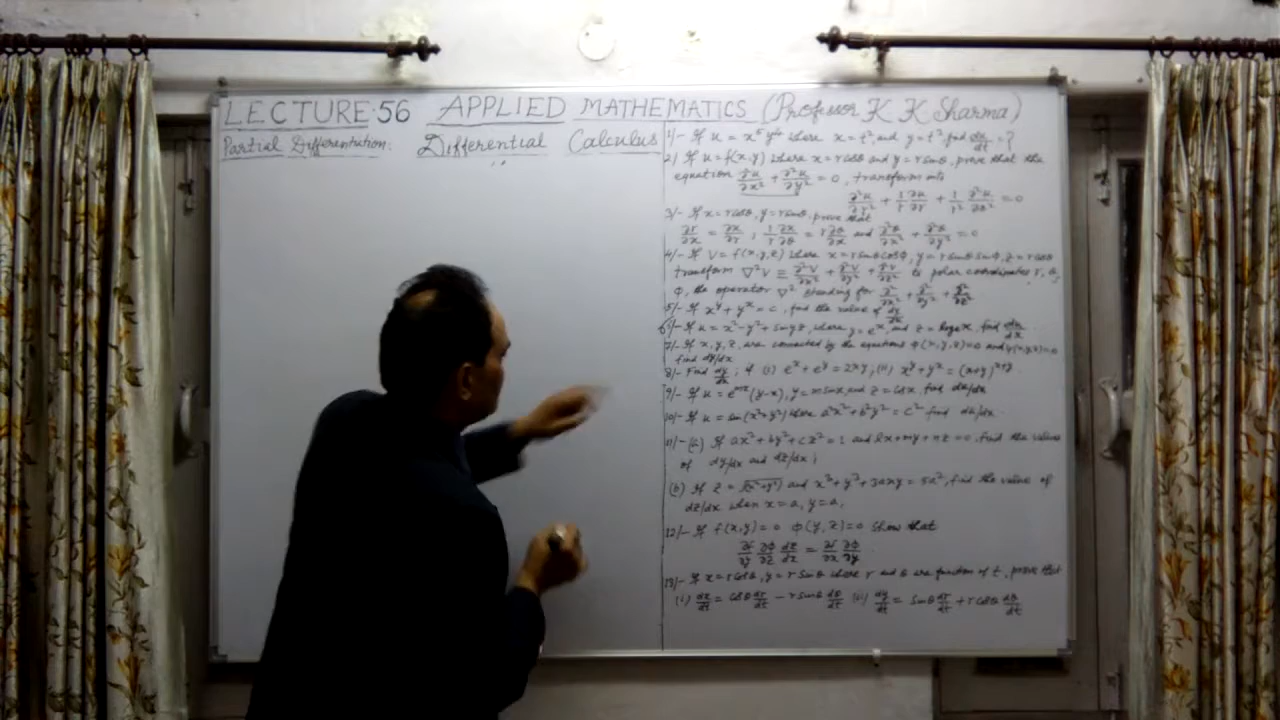 LECTURE·56 APPLIED MATHEMATICS (Professor K K Sharma)
Partial Differentiation: Differential Calculus
1/- If u = where x = t², and y = t², find du/dt = ?
2/ If u = f(x,y) where x = r cosθ and y = r sinθ, prove that the
equation ∂²u/∂x² + ∂²u/∂y² = 0, transform into
∂²u/∂r² + 1/r ∂u/∂r + 1/r² ∂²u/∂θ² = 0
3/- If x = r cosθ, y = r sinθ, prove that
∂r/∂x = ∂x/∂r ; 1/r ∂x/∂θ = r ∂θ/∂x and ∂²θ/∂x² + ∂²θ/∂y² = 0
4/- If V = f(x,y,z) where x = r sinθ cosϕ, y = r sinθ sinϕ, z = r cosθ
transform ∇²V ≡ ∂²V/∂x² + ∂²V/∂y² + ∂²V/∂z² to polar coordinates r, θ,
ϕ, the operator ∇² standing for ∂²/∂x² + ∂²/∂y² + ∂²/∂z²
5/- If x^y + y^x = c, find the value of dy/dx
6/- If u = x² - y² + sin yz, where y = e^x, and z = log x, find du/dx
7/- If x, y, z, are connected by the equations ϕ(x,y,z)=0 and ψ(x,y,z)=0
find dy/dx
8/- Find dy/dx ; if (i) e^x + e^y = 2xy ; (ii) x^y + y^x = (x+y)^(x+y)
9/- If u = (y-x), y = m sin x, and z = cos x, find du/dx
10/- If u = sin(x²+y²) where a²x² + b²y² = c² find du/dx
11/- (a) If ax² + by² + cz² = 1 and lx + my + nz = 0, find the values
of dy/dx and dz/dx ;
(b) If z = √(x²+y²) and x³ + y³ + 3axy = 5a², find the value of
dz/dx when x = a, y = a.
12/- If f(x,y) = 0 ϕ(y,z) = 0 show that
∂f/∂y ∂ϕ/∂z dz/dx = ∂f/∂x ∂ϕ/∂y
13/- If x = r cosθ, y = r sinθ where r and θ are function of t, prove that
(i) dx/dt = cosθ dr/dt - r sinθ dθ/dt (ii) dy/dt = sinθ dr/dt + r cosθ dθ/dt